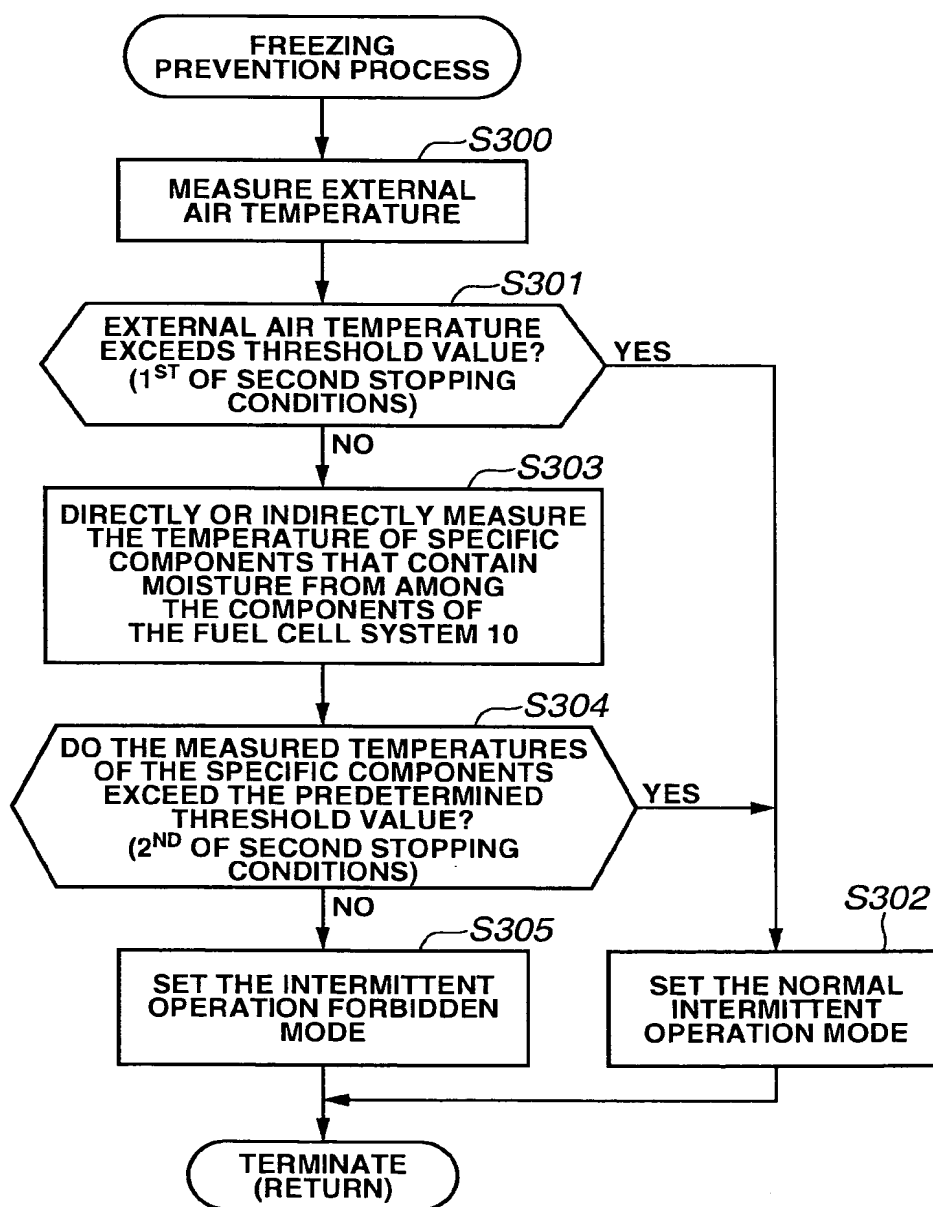 FREEZING
PREVENTION PROCESS
S300
MEASURE EXTERNAL
AIR TEMPERATURE
S301
EXTERNAL AIR TEMPERATURE
EXCEEDS THRESHOLD VALUE?
(1ST OF SECOND STOPPING
CONDITIONS)
YES
NO
S303
DIRECTLY OR INDIRECTLY MEASURE
THE TEMPERATURE OF SPECIFIC
COMPONENTS THAT CONTAIN
MOISTURE FROM AMONG
THE COMPONENTS OF
THE FUEL CELL SYSTEM 10
S304
DO THE MEASURED TEMPERATURES
OF THE SPECIFIC COMPONENTS
EXCEED THE PREDETERMINED
THRESHOLD VALUE?
(2ND OF SECOND STOPPING
CONDITIONS)
YES
NO
S305
SET THE INTERMITTENT
OPERATION FORBIDDEN
MODE
S302
SET THE NORMAL
INTERMITTENT
OPERATION MODE
TERMINATE
(RETURN)